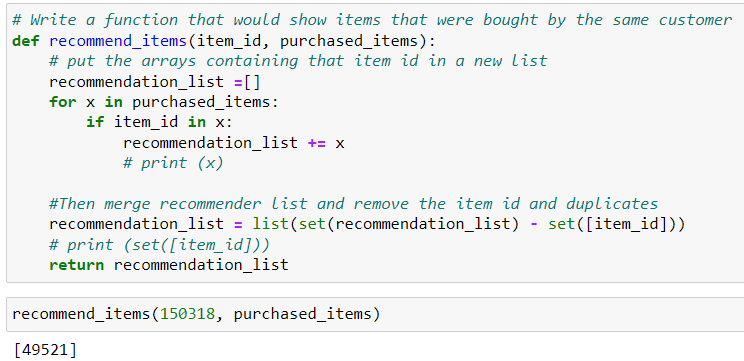 # Write a function that would show items that were bought by the same customer
def recommend_items(item_id, purchased_items):
    # put the arrays containing that item id in a new list
    recommendation_list =[]
    for x in purchased_items:
        if item_id in x:
            recommendation_list += x
            # print (x)
    #Then merge recommender list and remove the item id and duplicates
    recommendation_list = list(set(recommendation_list) - set([item_id]))
    # print (set([item_id]))
    return recommendation_list
recommend_items(150318, purchased_items)
[49521]